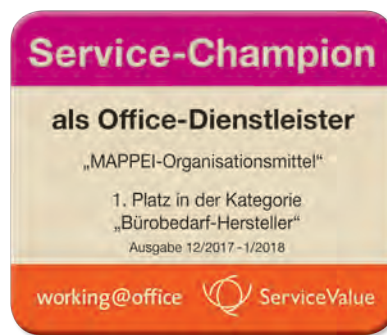 Service-Champion
als Office-Dienstleister
„MAPPEI-Organisationsmittel“
1. Platz in der Kategorie
„Bürobedarf-Hersteller“
Ausgabe 12/2017-1/2018
working@office ServiceValue